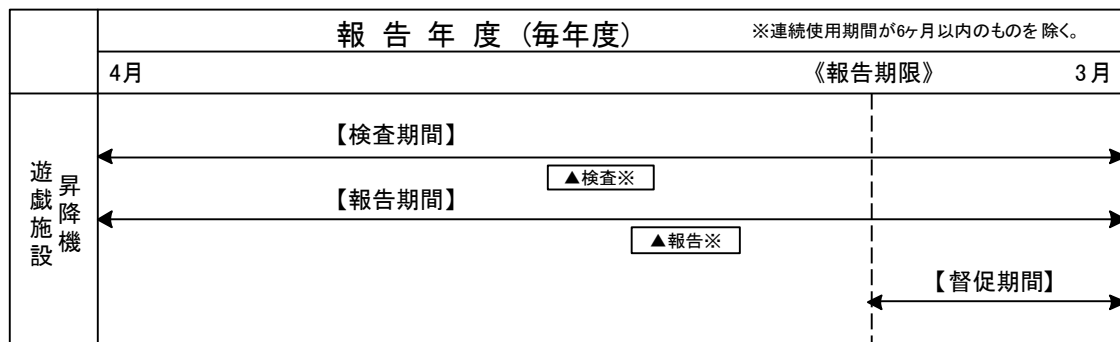 報告年度(毎年度)
※連続使用期間が6ヶ月以内のものを除く。
4月
《報告期限》
3月
昇降機
遊戯施設
【検査期間】
▲検査※
【報告期間】
▲報告※
【督促期間】